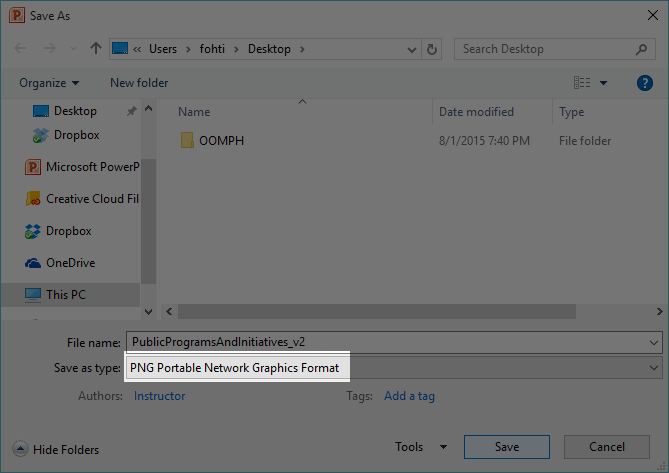 Save As
« Users › fohti › Desktop ›
Search Desktop
Organize
New folder
?
Name
Date modified
Type
Desktop
Dropbox
Microsoft PowerP
Creative Cloud Fil
Dropbox
OneDrive
This PC
OOMPH
8/1/2015 7:40 PM
File folder
File name: PublicProgramsAndInitiatives_v2
Save as type: PNG Portable Network Graphics Format
Authors: Instructor
Tags: Add a tag
Hide Folders
Tools
Save
Cancel